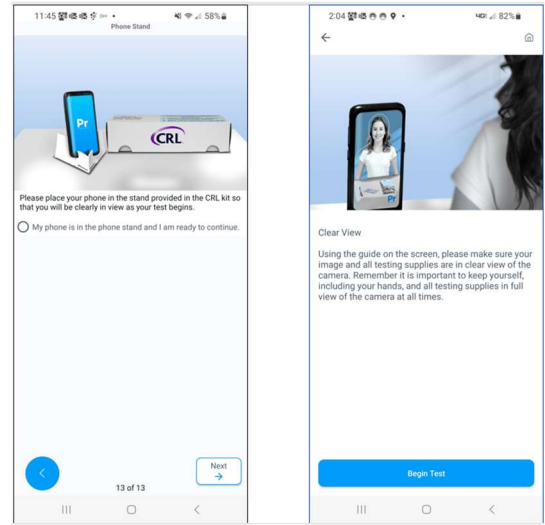 11:45 58%
Phone Stand
Pr
CRL
Please place your phone in the stand provided in the CRL kit so
that you will be clearly in view as your test begins.
My phone is in the phone stand and I am ready to continue.
Next
13 of 13
2:04 82%
Pr
Clear View
Using the guide on the screen, please make sure your
image and all testing supplies are in clear view of the
camera. Remember it is important to keep yourself,
including your hands, and all testing supplies in full
view of the camera at all times.
Begin Test